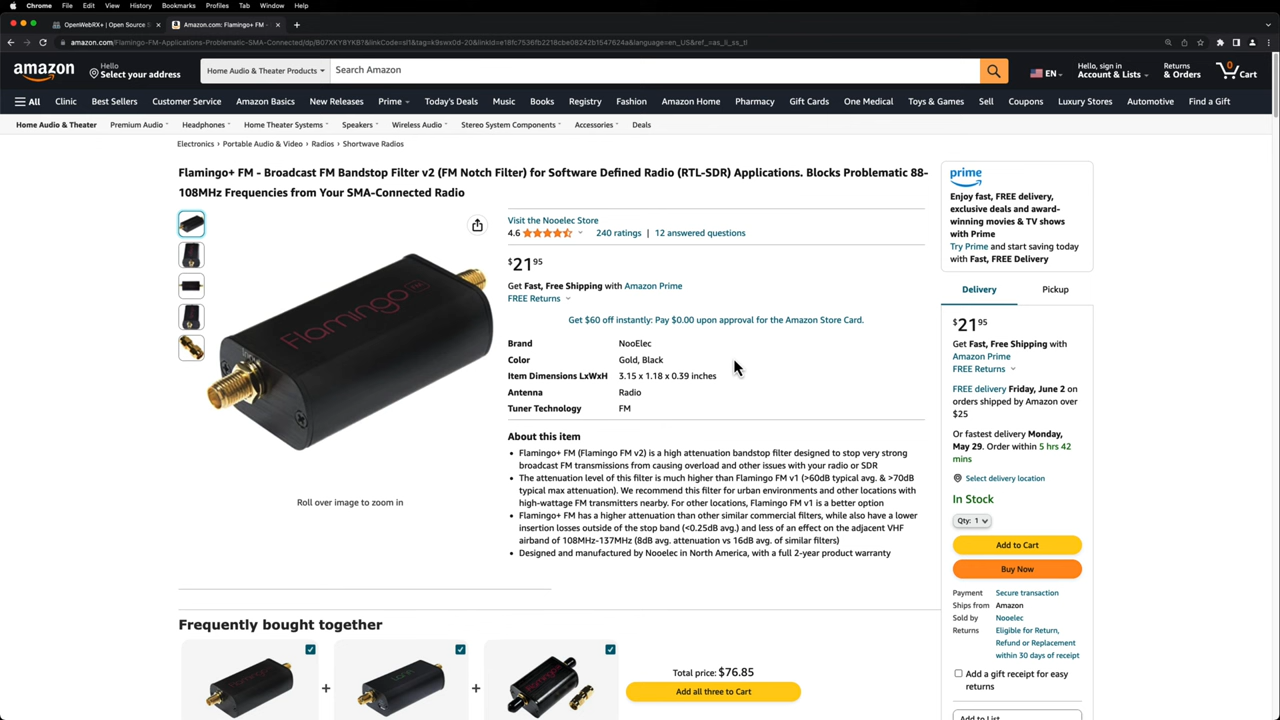 Chrome File Edit View History Bookmarks Profiles Tab Window Help
OpenWebRX+ | Open Source S
Amazon.com: Flamingo+ FM -
amazon.com/Flamingo-FM-Applications-Problematic-SMA-Connected/dp/B07XKY8YKB?
amazon
Hello
Select your address
Home Audio & Theater Products
Search Amazon
EN
Hello, sign in
Account & Lists
Returns
& Orders
0
Cart
All Clinic Best Sellers Customer Service Amazon Basics Household New Releases Prime Today's Deals Music Books Registry Fashion Amazon Home Pharmacy Gift Cards One Medical Toys & Games Sell Coupons Luxury Stores Automotive Find a Gift
Home Audio & Theater Premium Audio Headphones Home Theater Systems Speakers Wireless Audio Stereo System Components Accessories Deals
Electronics › Portable Audio & Video › Radios › Shortwave Radios
Flamingo+ FM - Broadcast FM Bandstop Filter v2 (FM Notch Filter) for Software Defined Radio (RTL-SDR) Applications. Blocks Problematic 88-
108MHz Frequencies from Your SMA-Connected Radio
Flamingo FM
Roll over image to zoom in
Visit the Nooelec Store
4.6 240 ratings | 12 answered questions
$21 95
Get Fast, Free Shipping with Amazon Prime
FREE Returns
Get $60 off instantly: Pay $0.00 upon approval for the Amazon Store Card.
Brand NooElec
Color Gold, Black
Item Dimensions LxWxH 3.15 x 1.18 x 0.39 inches
Antenna Radio
Tuner Technology FM
About this item
• Flamingo+ FM (Flamingo FM v2) is a high attenuation bandstop filter designed to stop very strong
broadcast FM transmissions from causing overload and other issues with your radio or SDR
• The attenuation level of this filter is much higher than Flamingo FM v1 (>60dB typical avg. & >70dB
typical max attenuation). We recommend this filter for urban environments and other locations with
high-wattage FM transmitters nearby. For other locations, Flamingo FM v1 is a better option
• Flamingo+ FM has a higher attenuation than other similar commercial filters, while also have a lower
insertion losses outside of the stop band (<0.25dB avg.) and less of an effect on the adjacent VHF
airband of 108MHz-137MHz (8dB avg. attenuation vs 16dB avg. of similar filters)
• Designed and manufactured by Nooelec in North America, with a full 2-year product warranty
prime
Enjoy fast, FREE delivery,
exclusive deals and award-
winning movies & TV shows
with Prime
Try Prime and start saving today
with Fast, FREE Delivery
Delivery Pickup
$21 95
Get Fast, Free Shipping with
Amazon Prime
FREE Returns
FREE delivery Friday, June 2 on
orders shipped by Amazon over
$25
Or fastest delivery Monday,
May 29. Order within 5 hrs 42
mins
Select delivery location
In Stock
Qty: 1
Add to Cart
Buy Now
Payment Secure transaction
Ships from Amazon
Sold by Nooelec
Returns Eligible for Return,
Refund or Replacement
within 30 days of receipt
Add a gift receipt for easy
returns
Add to List
Frequently bought together
Total price: $76.85
Add all three to Cart